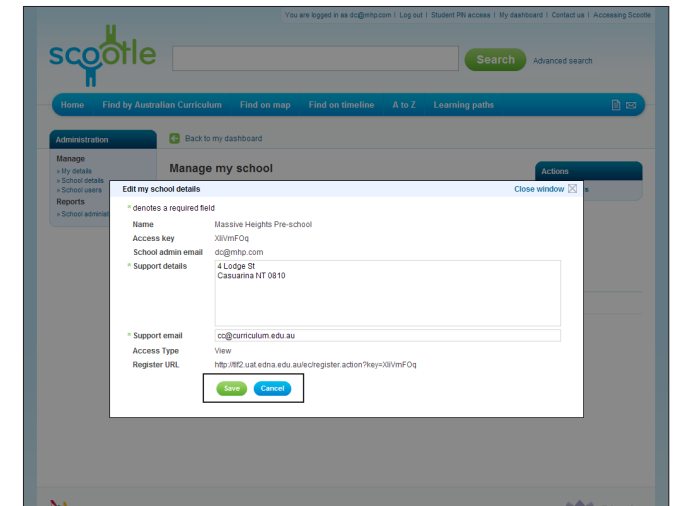 You are logged in as dc@mhp.com | Log out | Student PIN access | My dashboard | Contact us | Accessing Scootle
scootle
Search
Advanced search
Home Find by Australian Curriculum Find on map Find on timeline A to Z Learning paths
Administration
Back to my dashboard
Manage
» My details
» School details
» School users
Reports
» School administ
Manage my school
Actions
Edit my school details
Close window
* denotes a required field
Name Massive Heights Pre-school
Access key XliVmFOq
School admin email dc@mhp.com
* Support details 4 Lodge St
Casuarina NT 0810
* Support email cc@curriculum.edu.au
Access Type View
Register URL http://tlf2.uat.edna.edu.au/ec/register.action?key=XliVmFOq
Save Cancel